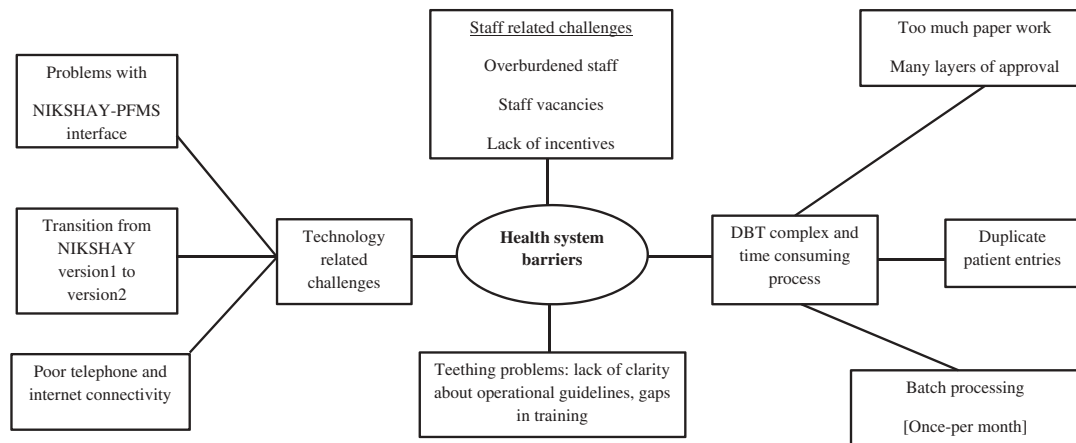 Staff related challenges
Overburdened staff
Staff vacancies
Lack of incentives
Too much paper work
Many layers of approval
Problems with
NIKSHAY-PFMS
interface
Transition from
NIKSHAY
version1 to
version2
Technology
related
challenges
Health system
barriers
DBT complex and
time consuming
process
Duplicate
patient entries
Poor telephone and
internet connectivity
Teething problems: lack of clarity
about operational guidelines, gaps
in training
Batch processing
[Once-per month]